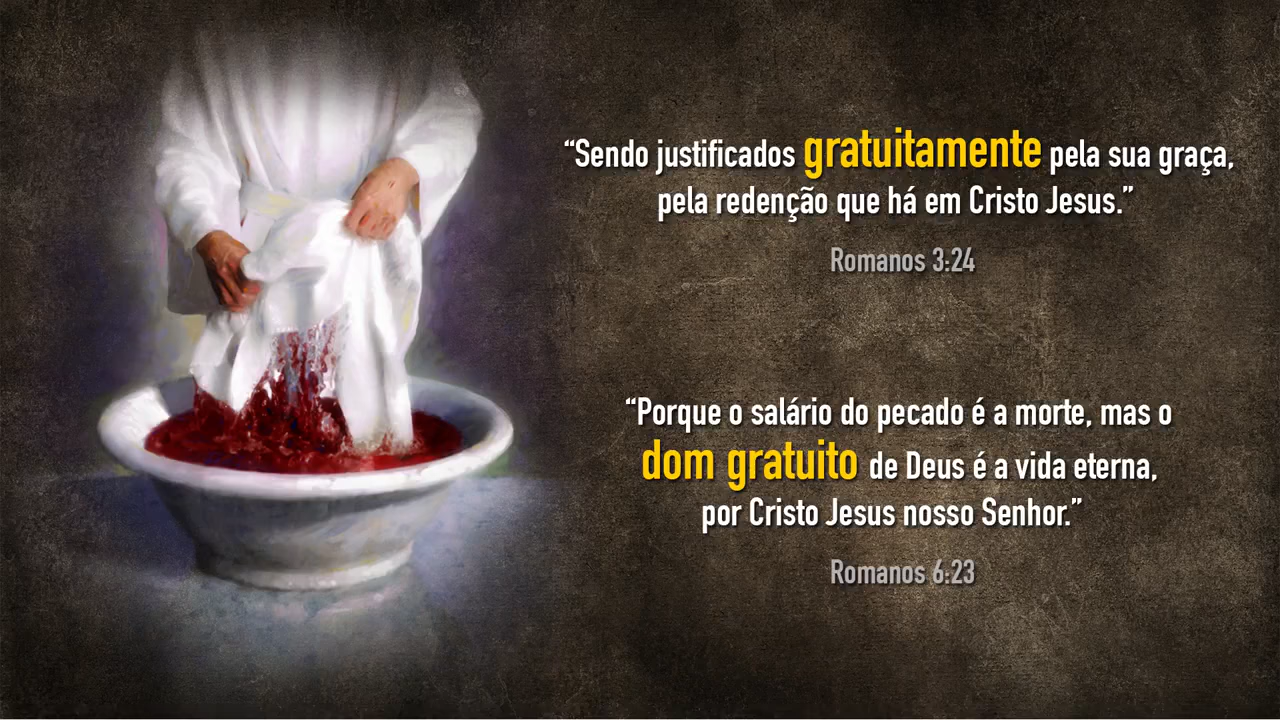 “Sendo justificados gratuitamente pela sua graça,
pela redenção que há em Cristo Jesus.”
Romanos 3:24
“Porque o salário do pecado é a morte, mas o
dom gratuito de Deus é a vida eterna,
por Cristo Jesus nosso Senhor.”
Romanos 6:23